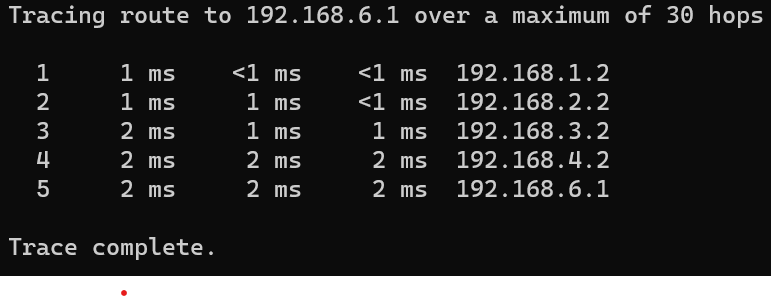 Tracing route to 192.168.6.1 over a maximum of 30 hops
1 1 ms <1 ms <1 ms 192.168.1.2
2 1 ms 1 ms <1 ms 192.168.2.2
3 2 ms 1 ms 1 ms 192.168.3.2
4 2 ms 2 ms 2 ms 192.168.4.2
5 2 ms 2 ms 2 ms 192.168.6.1
Trace complete.